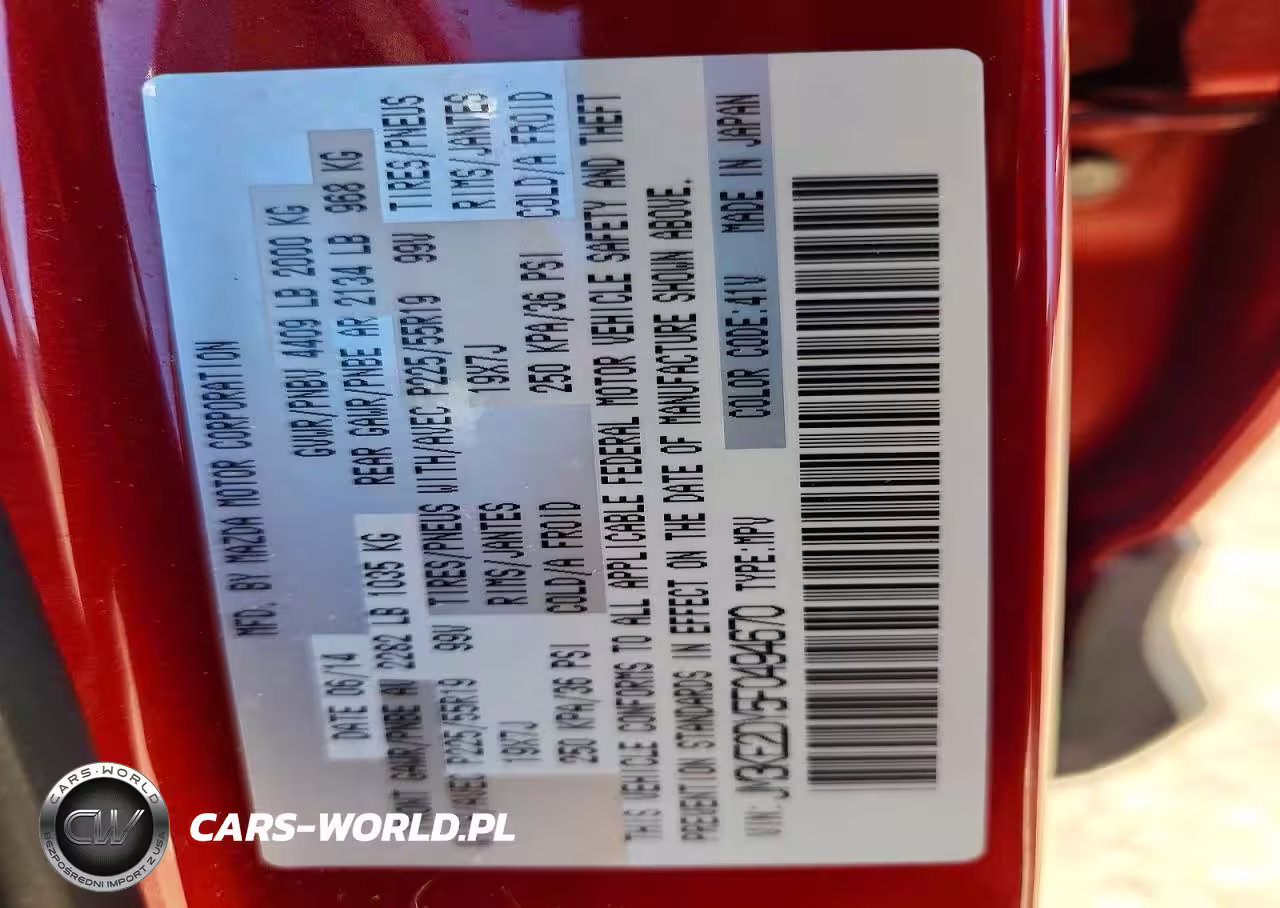 MFD. BY MAZDA MOTOR CORPORATION
DATE 06/14
GVWR/PNBV 4409 LB 2000 KG
GAWR/PNBE AV 2282 LB 1035 KG
REAR GAWR/PNBE AR 2134 LB 968 KG
P225/55R19 99V TIRES/PNEUS WITH/AVEC P225/55R19 99V TIRES/PNEUS
19X7J RIMS/JANTES 19X7J RIMS/JANTES
250 KPA/36 PSI COLD/A FROID 250 KPA/36 PSI COLD/A FROID
THIS VEHICLE CONFORMS TO ALL APPLICABLE FEDERAL MOTOR VEHICLE SAFETY AND THEFT
PREVENTION STANDARDS IN EFFECT ON THE DATE OF MANUFACTURE SHOWN ABOVE.
VIN: JM3KE2DY5F0494670 TYPE:MPV COLOR CODE:41V MADE IN JAPAN
CARS-WORLD
CW
BEZPOŚREDNI IMPORT Z USA
CARS-WORLD.PL